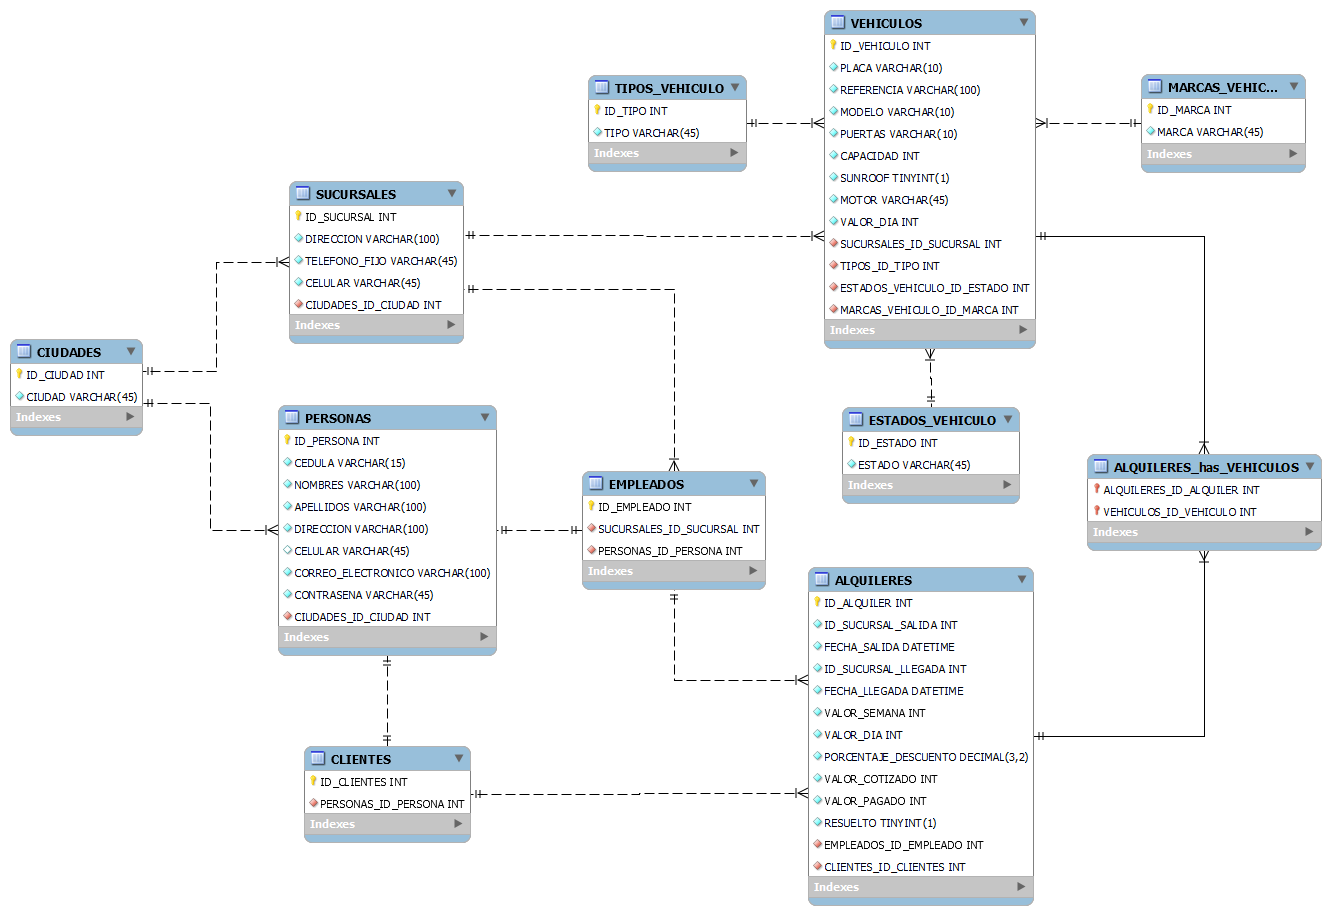 VEHICULOS
ID_VEHICULO INT
PLACA VARCHAR(10)
REFERENCIA VARCHAR(100)
MODELO VARCHAR(10)
PUERTAS VARCHAR(10)
CAPACIDAD INT
SUNROOF TINYINT(1)
MOTOR VARCHAR(45)
VALOR_DIA INT
SUCURSALES_ID_SUCURSAL INT
TIPOS_ID_TIPO INT
ESTADOS_VEHICULO_ID_ESTADO INT
MARCAS_VEHICULO_ID_MARCA INT
Indexes
TIPOS_VEHICULO
ID_TIPO INT
TIPO VARCHAR(45)
Indexes
MARCAS_VEHIC...
ID_MARCA INT
MARCA VARCHAR(45)
Indexes
SUCURSALES
ID_SUCURSAL INT
DIRECCION VARCHAR(100)
TELEFONO_FIJO VARCHAR(45)
CELULAR VARCHAR(45)
CIUDADES_ID_CIUDAD INT
Indexes
CIUDADES
ID_CIUDAD INT
CIUDAD VARCHAR(45)
Indexes
PERSONAS
ID_PERSONA INT
CEDULA VARCHAR(15)
NOMBRES VARCHAR(100)
APELLIDOS VARCHAR(100)
DIRECCION VARCHAR(100)
CELULAR VARCHAR(45)
CORREO_ELECTRONICO VARCHAR(100)
CONTRASENA VARCHAR(45)
CIUDADES_ID_CIUDAD INT
Indexes
ESTADOS_VEHICULO
ID_ESTADO INT
ESTADO VARCHAR(45)
Indexes
EMPLEADOS
ID_EMPLEADO INT
SUCURSALES_ID_SUCURSAL INT
PERSONAS_ID_PERSONA INT
Indexes
ALQUILERES_has_VEHICULOS
ALQUILERES_ID_ALQUILER INT
VEHICULOS_ID_VEHICULO INT
Indexes
ALQUILERES
ID_ALQUILER INT
ID_SUCURSAL_SALIDA INT
FECHA_SALIDA DATETIME
ID_SUCURSAL_LLEGADA INT
FECHA_LLEGADA DATETIME
VALOR_SEMANA INT
VALOR_DIA INT
PORCENTAJE_DESCUENTO DECIMAL(3,2)
VALOR_COTIZADO INT
VALOR_PAGADO INT
RESUELTO TINYINT(1)
EMPLEADOS_ID_EMPLEADO INT
CLIENTES_ID_CLIENTES INT
Indexes
CLIENTES
ID_CLIENTES INT
PERSONAS_ID_PERSONA INT
Indexes